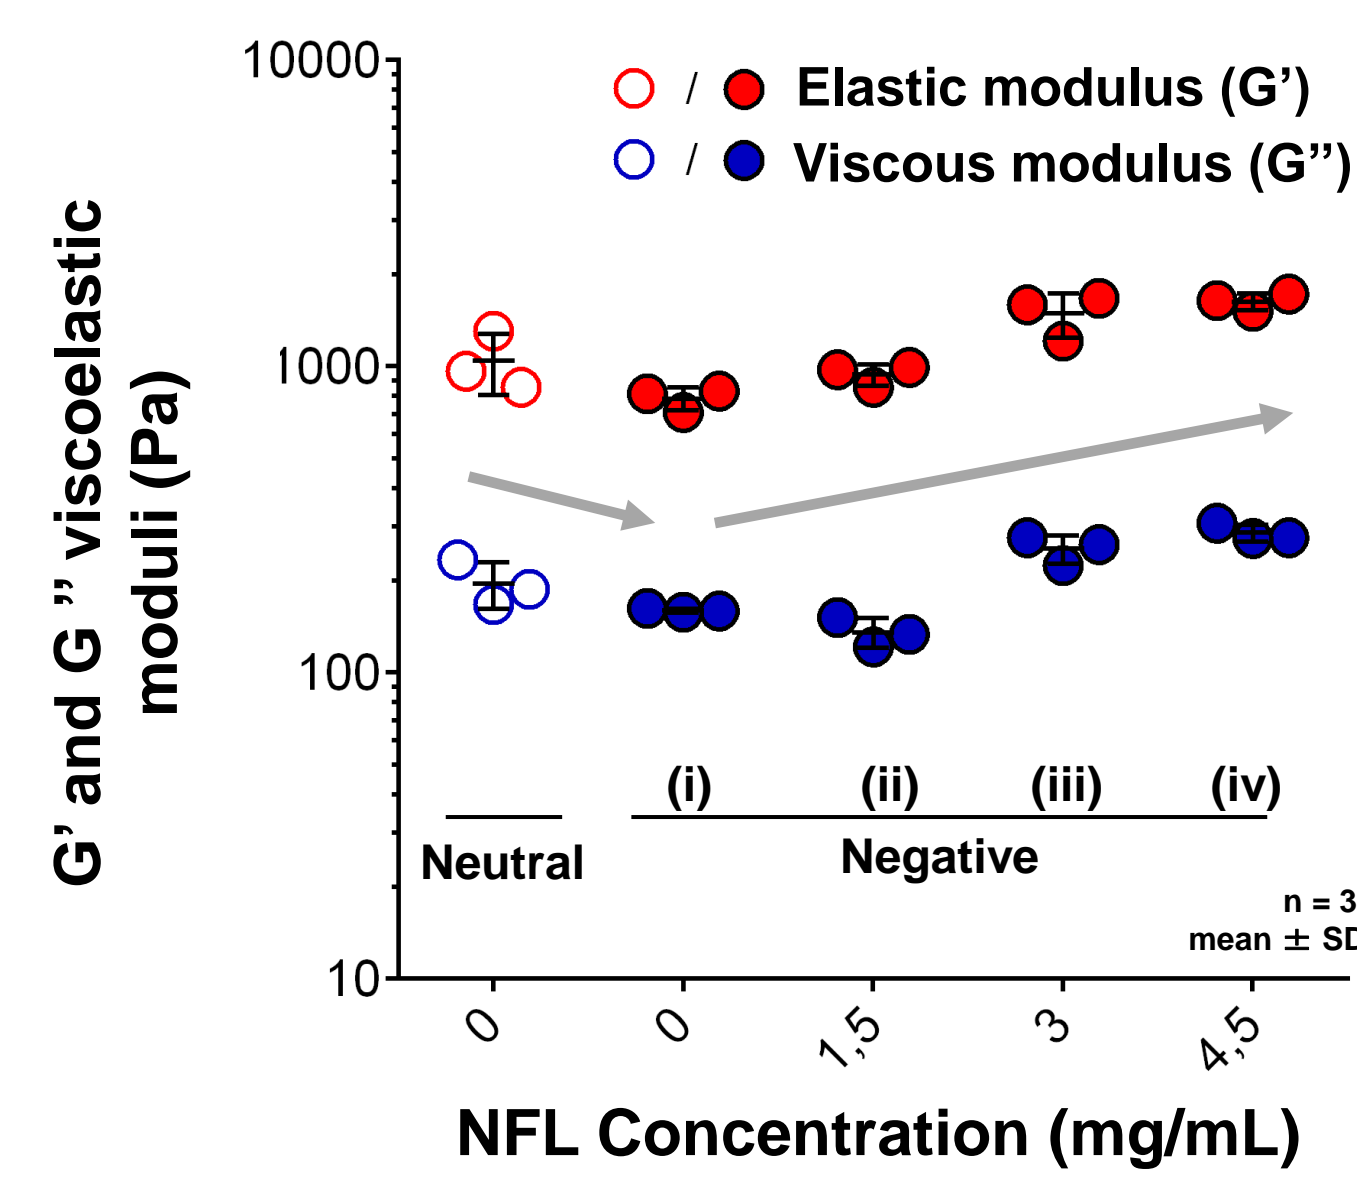 10000
/ Elastic modulus (G’)
/ Viscous modulus (G’’)
G’ and G ’’ viscoelastic
moduli (Pa)
1000
100
(i) (ii) (iii) (iv)
Neutral Negative
n = 3
mean ± SD
10
0 0 1,5 3 4,5
NFL Concentration (mg/mL)